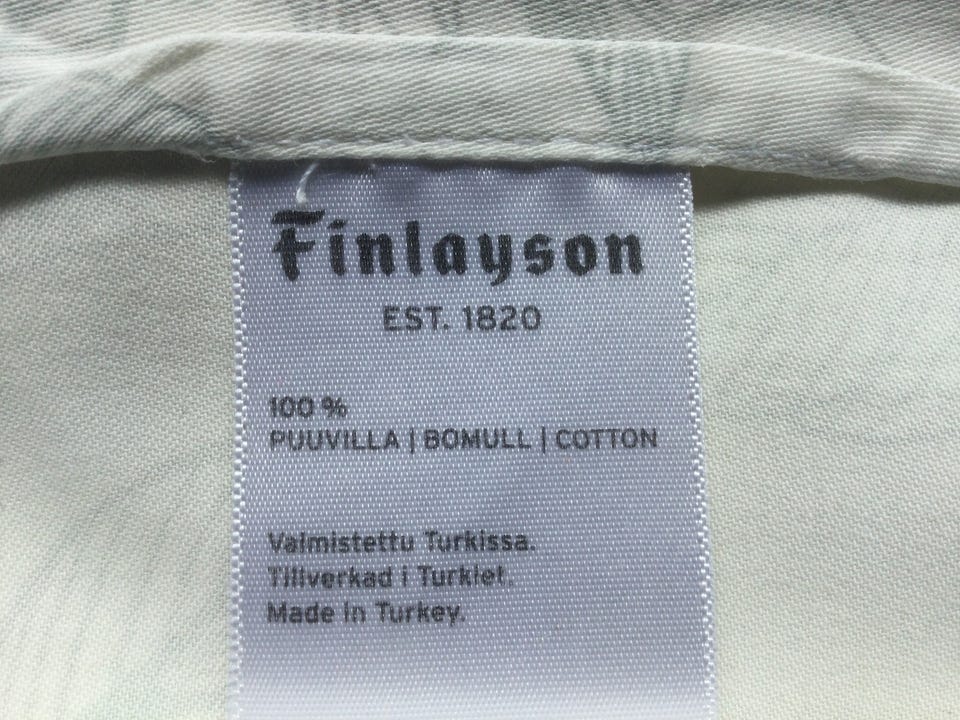 Finlayson
EST. 1820
100 %
PUUVILLA | BOMULL | COTTON
Valmistettu Turkissa.
Tillverkad i Turkiet.
Made in Turkey.